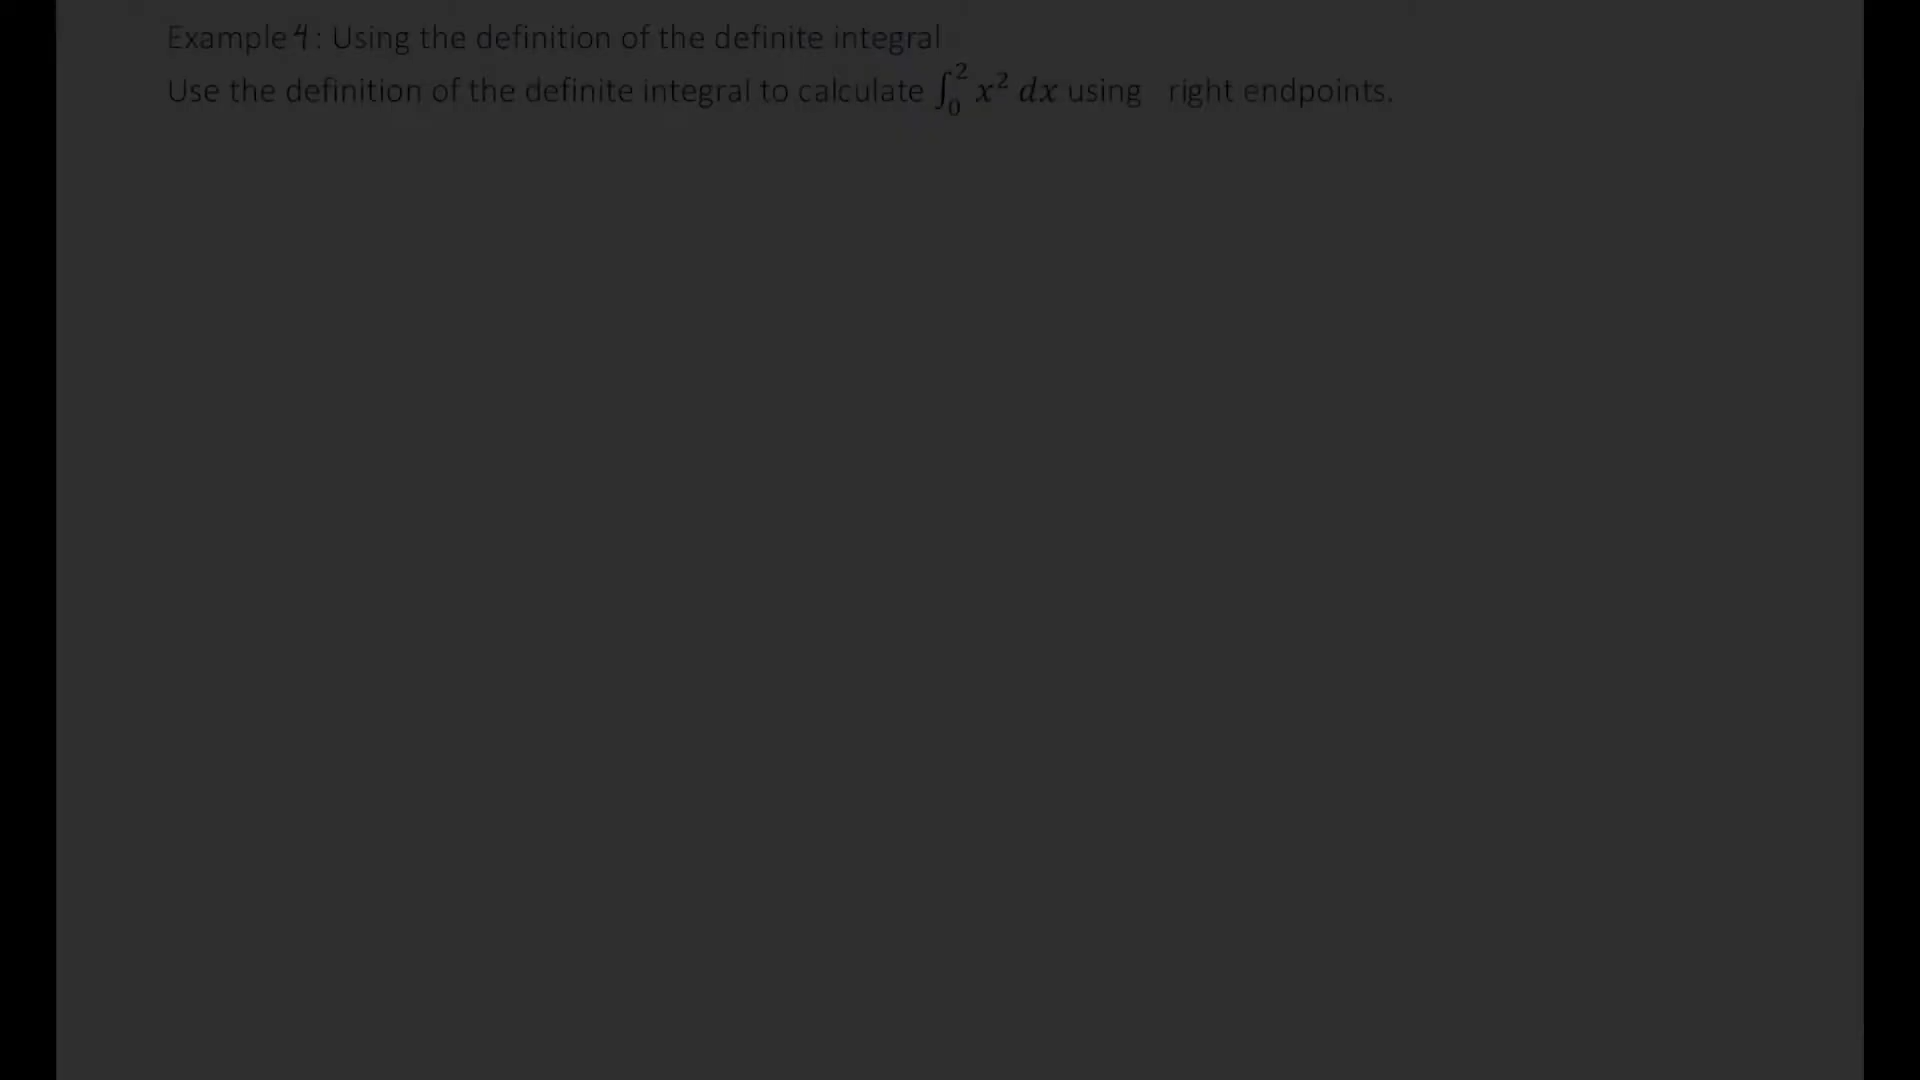 Example 4: Using the definition of the definite integral
Use the definition of the definite integral to calculate ∫₀² x² dx using right endpoints.